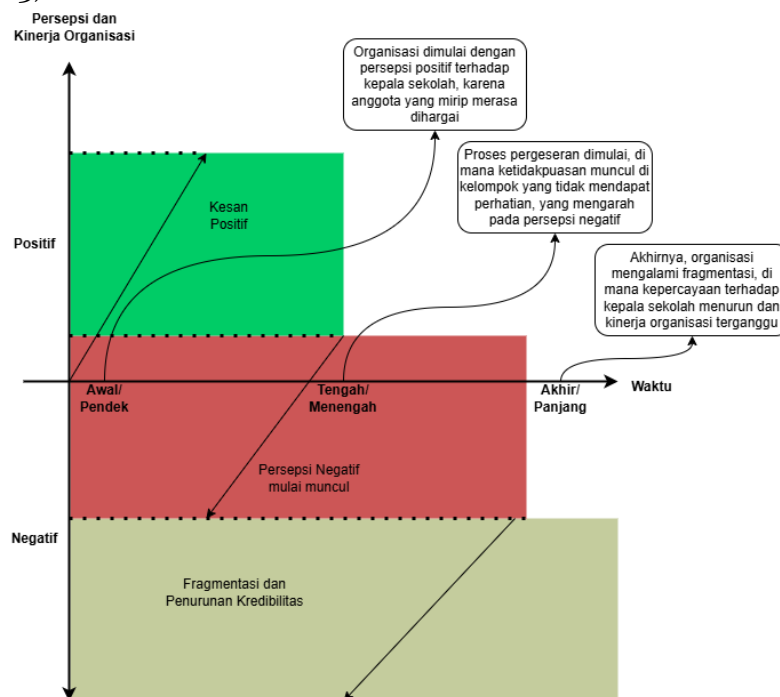 Persepsi dan
Kinerja Organisasi
Organisasi dimulai dengan
persepsi positif terhadap
kepala sekolah, karena
anggota yang mirip merasa
dihargai
Proses pergeseran dimulai, di
mana ketidakpuasan muncul di
kelompok yang tidak mendapat
perhatian, yang mengarah
pada persepsi negatif
Kesan
Positif
Positif
Akhirnya, organisasi
mengalami fragmentasi, di
mana kepercayaan terhadap
kepala sekolah menurun dan
kinerja organisasi terganggu
Awal/
Pendek
Tengah/
Menengah
Akhir/
Panjang
Waktu
Persepsi Negatif
mulai muncul
Negatif
Fragmentasi dan
Penurunan Kredibilitas